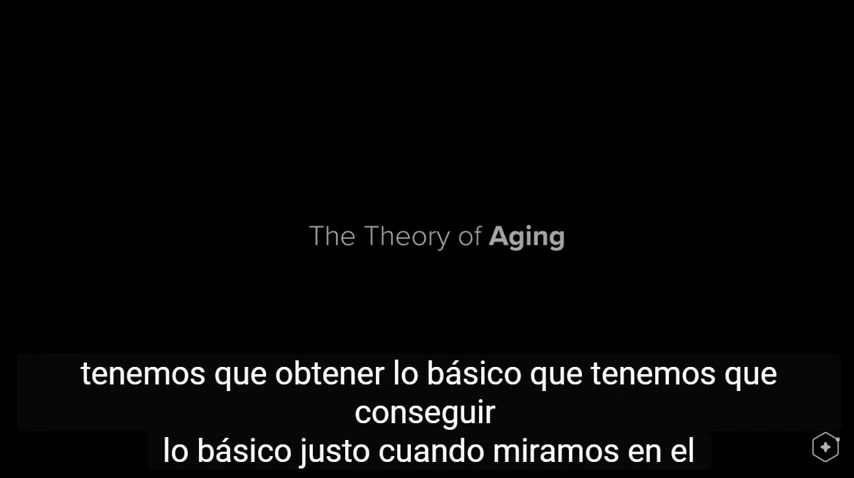 The Theory of Aging
tenemos que obtener lo básico que tenemos que
conseguir
lo básico justo cuando miramos en el